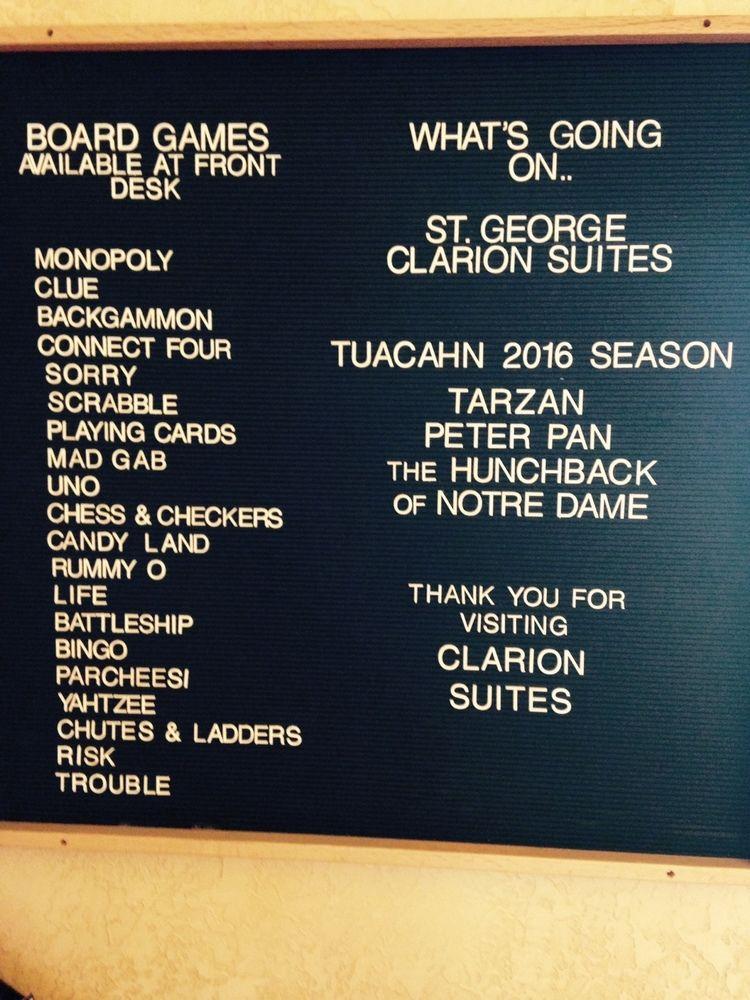 BOARD GAMES
AVAILABLE AT FRONT
DESK
MONOPOLY
CLUE
BACKGAMMON
CONNECT FOUR
SORRY
SCRABBLE
PLAYING CARDS
MAD GAB
UNO
CHESS & CHECKERS
CANDY LAND
RUMMY O
LIFE
BATTLESHIP
BINGO
PARCHEESI
YAHTZEE
CHUTES & LADDERS
RISK
TROUBLE
WHAT'S GOING
ON..
ST. GEORGE
CLARION SUITES
TUACAHN 2016 SEASON
TARZAN
PETER PAN
THE HUNCHBACK
OF NOTRE DAME
THANK YOU FOR
VISITING
CLARION
SUITES